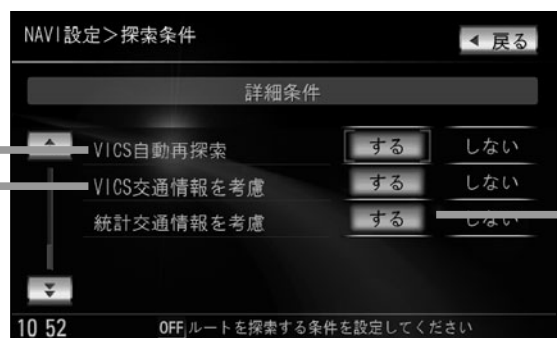 NAVI設定>探索条件
戻る
詳細条件
VICS自動再探索 する しない
VICS交通情報を考慮 する しない
統計交通情報を考慮 する しない
10 52 OFF ルートを探索する条件を設定してください